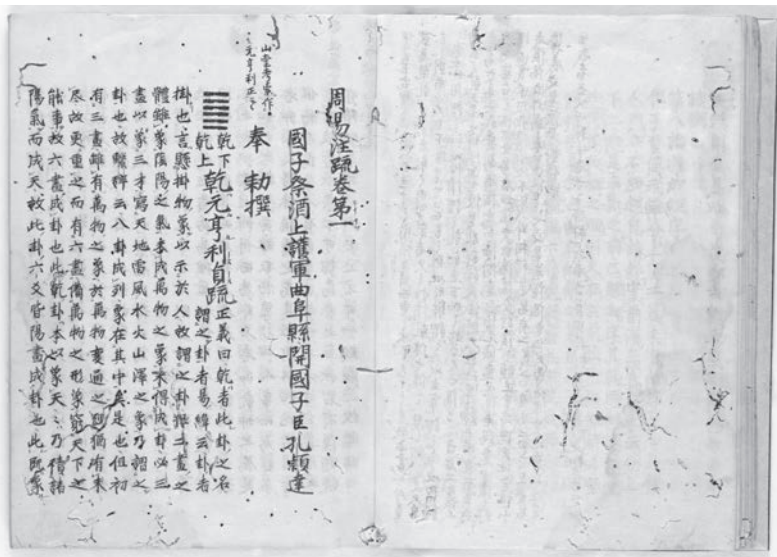 周易注疏卷第一
國子祭酒上護軍曲阜縣開國子臣孔穎達
奉 勅撰
乾下
乾上
乾元亨利貞疏正義曰乾者此卦之名
謂之卦者易緯云卦者
掛也言懸掛物象以示於人故謂之卦但二畫之
體雖象陰陽之氣未成萬物之象未得成卦必三
畫以象三才寫天地雷風水火山澤之象乃謂之
卦也故繫辭云八卦成列象在其中矣是也但初
有三畫雖有萬物之象於萬物變通之理猶有未
盡故更重之而有六畫備萬物之形象窮天下之
能事故六畫成卦也此乾卦本以象天〻乃積諸
陽氣而成天故此卦六爻皆陽畫成卦也此既象